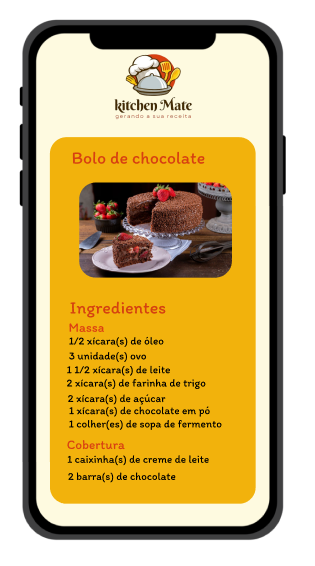 kitchen Mate
gerando a sua receita
Bolo de chocolate
Ingredientes
Massa
1/2 xícara(s) de óleo
3 unidade(s) ovo
1 1/2 xícara(s) de leite
2 xícara(s) de farinha de trigo
2 xícara(s) de açúcar
1 xícara(s) de chocolate em pó
1 colher(es) de sopa de fermento
Cobertura
1 caixinha(s) de creme de leite
2 barra(s) de chocolate